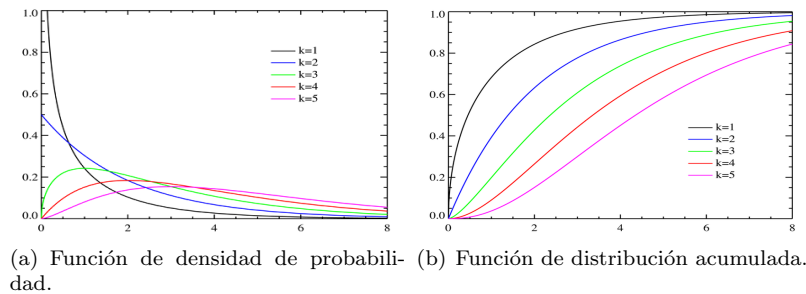 1.0
0.8
0.6
0.4
0.2
0.0
0
2
4
6
8
k=1
k=2
k=3
k=4
k=5
(a) Función de densidad de probabili-
dad.
1.0
0.8
0.6
0.4
0.2
0.0
0
2
4
6
8
k=1
k=2
k=3
k=4
k=5
(b) Función de distribución acumulada.